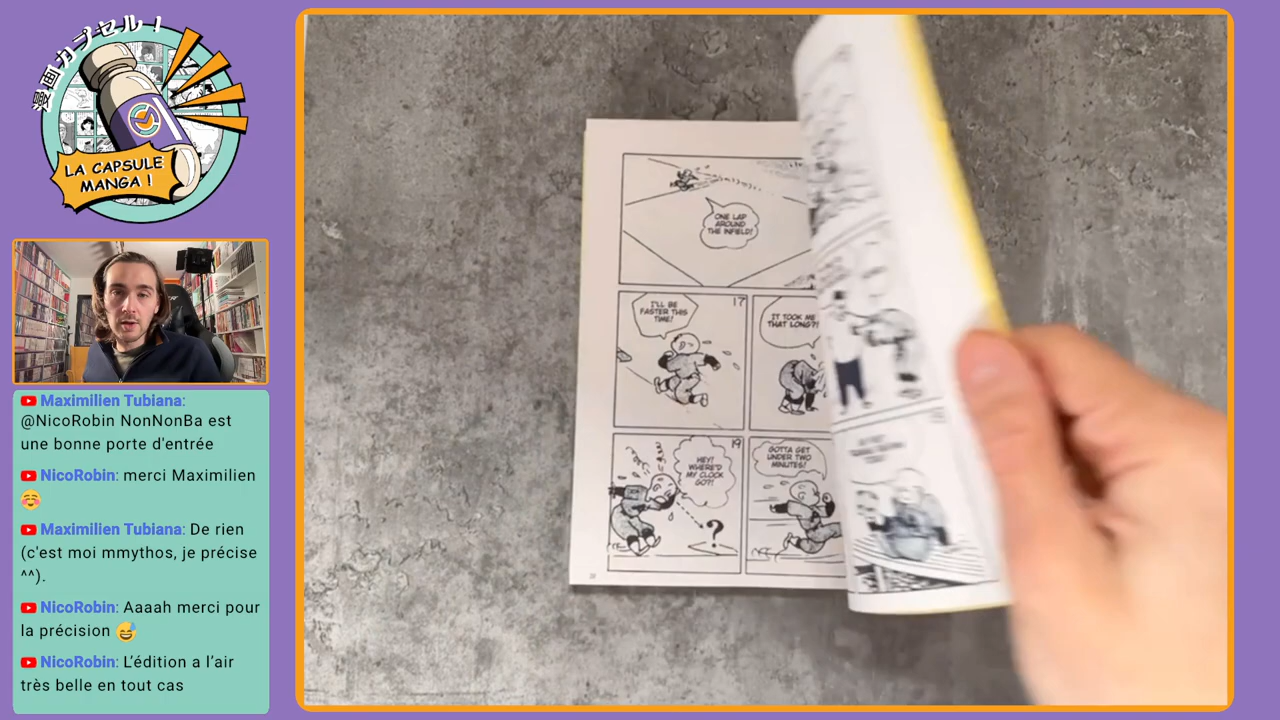 漫画カプセル！
LA CAPSULE
MANGA !
Maximilien Tubiana:
@NicoRobin NonNonBa est
une bonne porte d'entrée
NicoRobin: merci Maximilien
Maximilien Tubiana: De rien
(c'est moi mmythos, je précise
^^).
NicoRobin: Aaaah merci pour
la précision
NicoRobin: L'édition a l'air
très belle en tout cas
ONE LAP
AROUND
THE INFIELD!
I'LL BE
FASTER THIS
TIME!
17
IT TOOK ME
THAT LONG?!
19
HEY!
WHERE'D
MY CLOCK
GO?!
?
GOTTA GET
UNDER TWO
MINUTES!